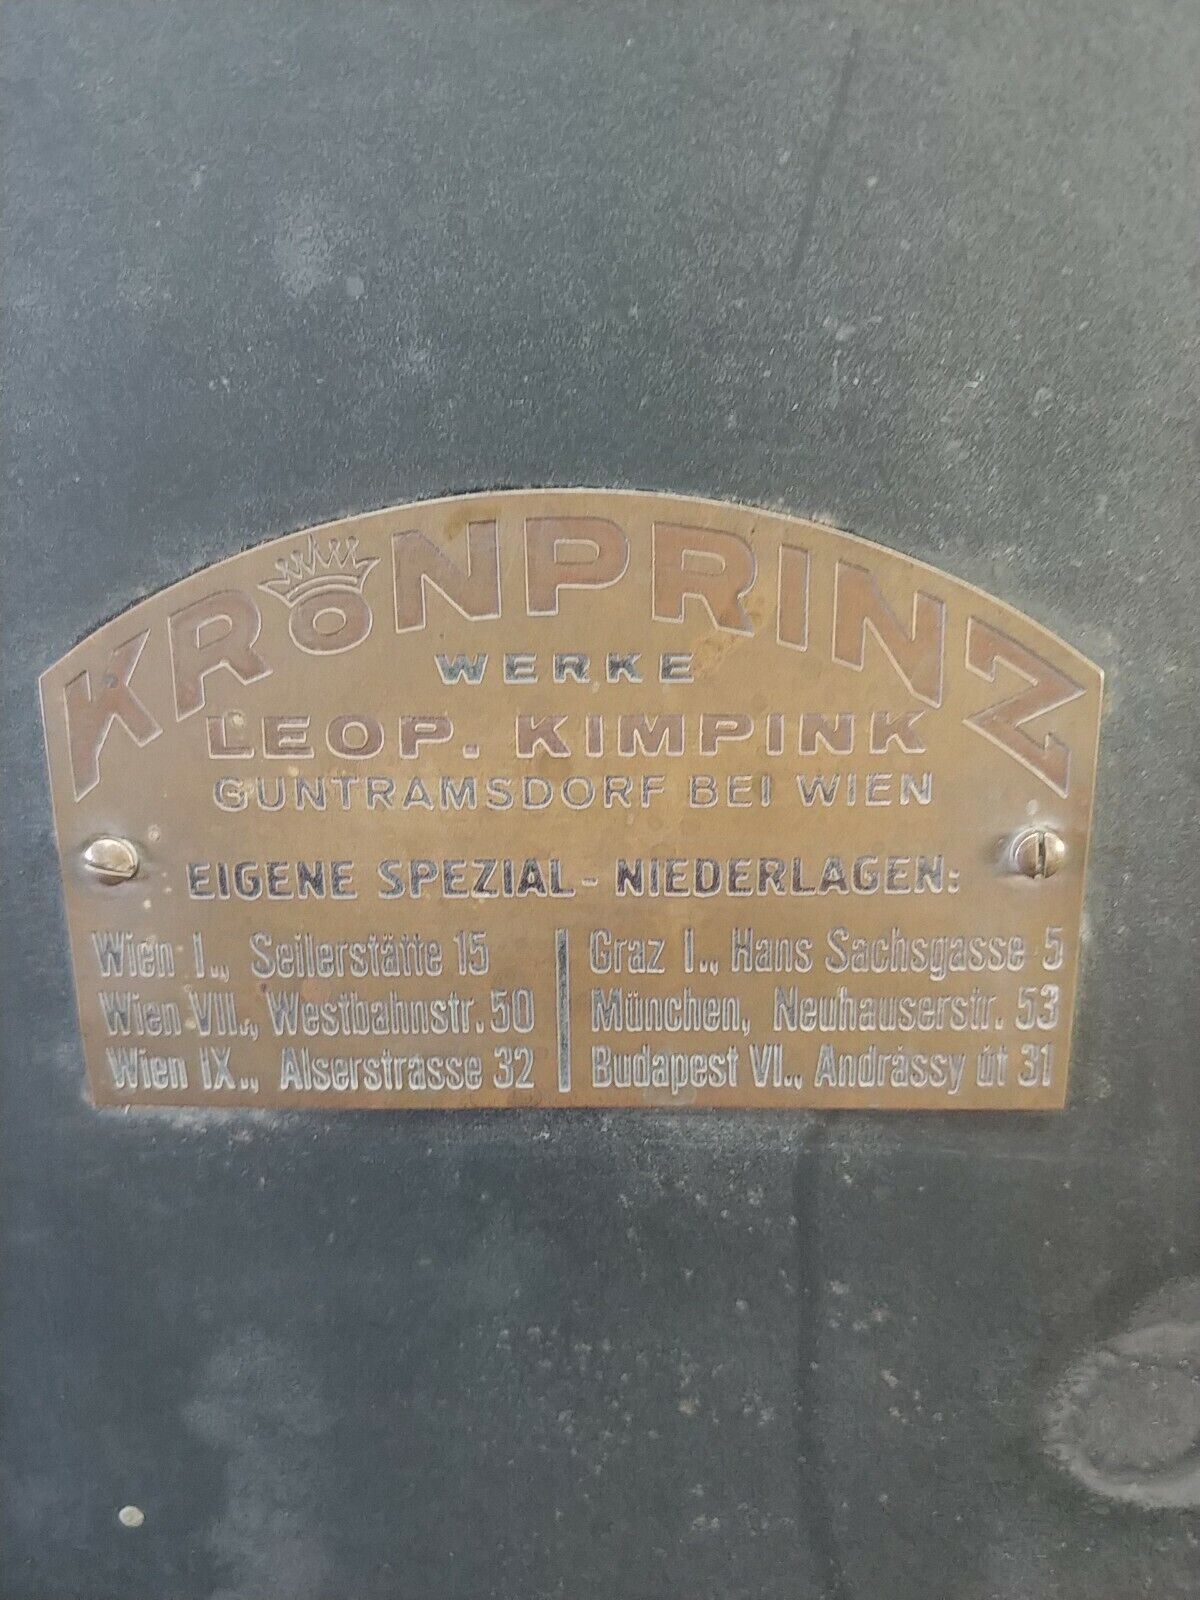 KRONPRINZ
WERKE
LEOP. KIMPINK
GUNTRAMSDORF BEI WIEN
EIGENE SPEZIAL-NIEDERLAGEN:
Wien I., Seilerstätte 15
Wien VII., Westbahnstr. 50
Wien IX., Alserstrasse 32
Graz I., Hans Sachsgasse 5
München, Neuhauserstr. 53
Budapest VI., Andrássy út 31